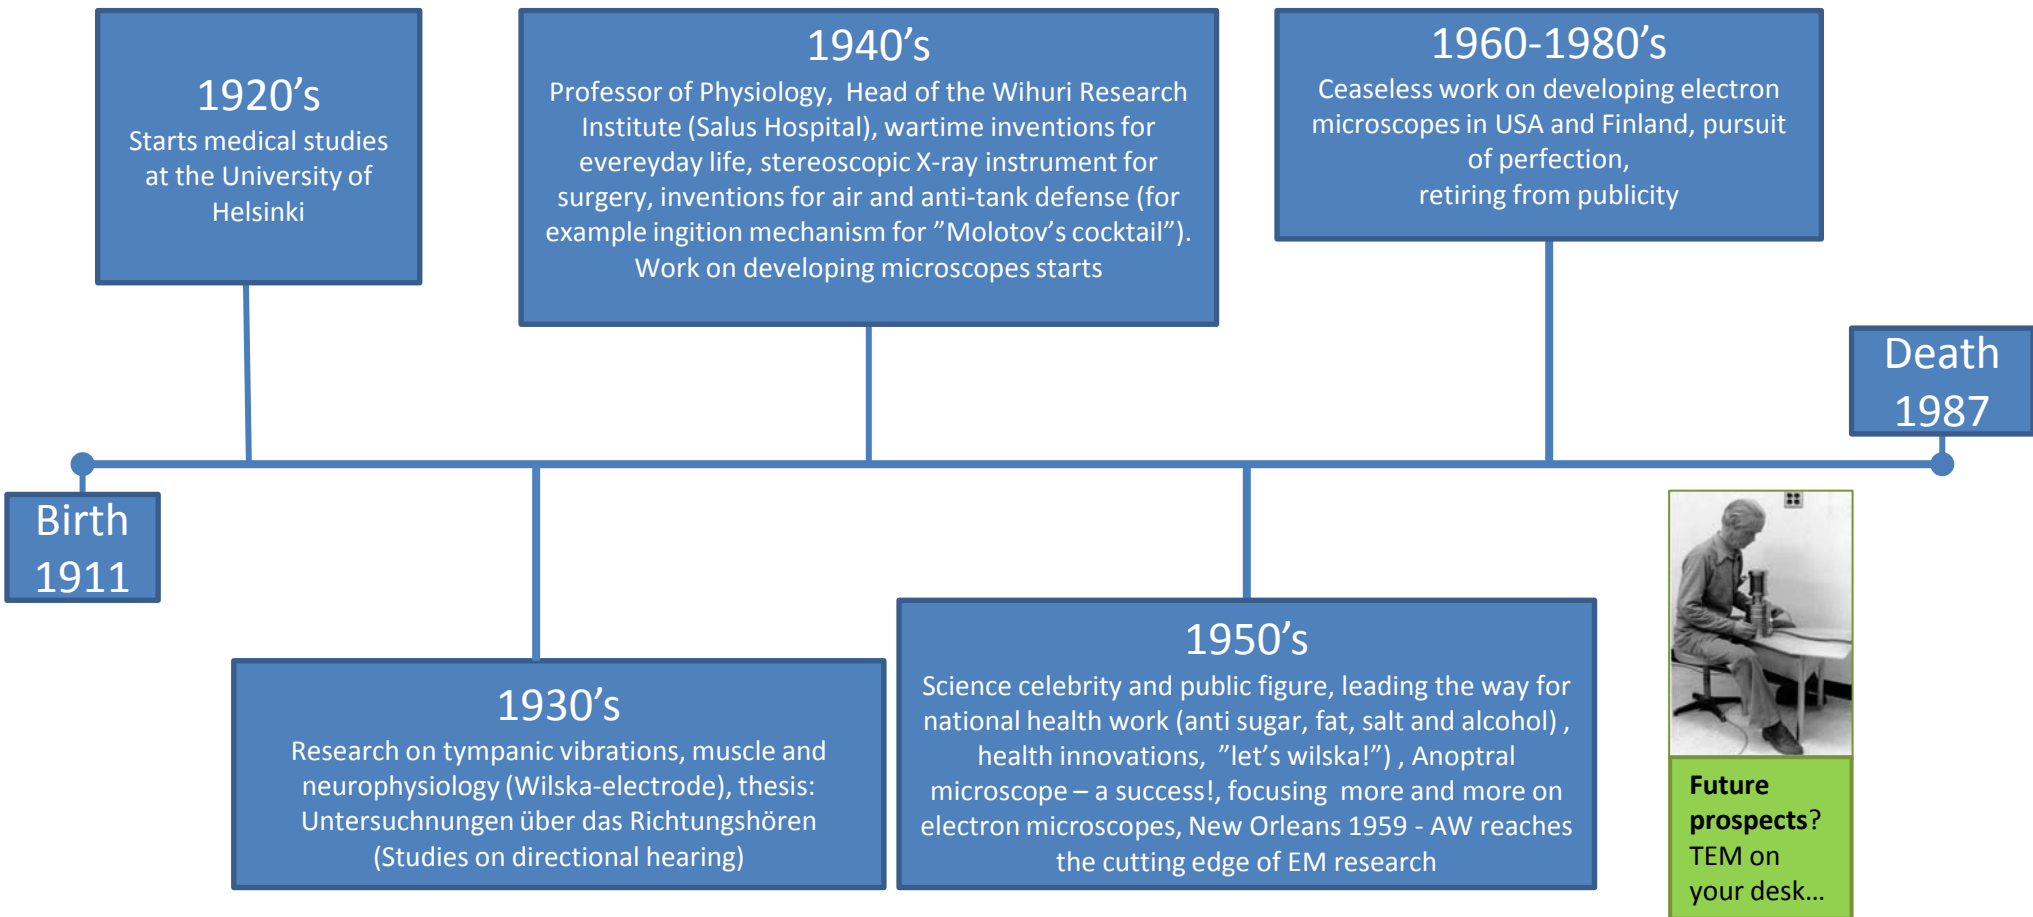 1920’s
Starts medical studies
at the University of
Helsinki
1940’s
Professor of Physiology, Head of the Wihuri Research
Institute (Salus Hospital), wartime inventions for
evereyday life, stereoscopic X-ray instrument for
surgery, inventions for air and anti-tank defense (for
example ingition mechanism for ”Molotov’s cocktail”).
Work on developing microscopes starts
1960-1980’s
Ceaseless work on developing electron
microscopes in USA and Finland, pursuit
of perfection,
retiring from publicity
Death
1987
Birth
1911
1930’s
Research on tympanic vibrations, muscle and
neurophysiology (Wilska-electrode), thesis:
Untersuchnungen über das Richtungshören
(Studies on directional hearing)
1950’s
Science celebrity and public figure, leading the way for
national health work (anti sugar, fat, salt and alcohol) ,
health innovations, ”let’s wilska!”) , Anoptral
microscope – a success!, focusing more and more on
electron microscopes, New Orleans 1959 - AW reaches
the cutting edge of EM research
Future
prospects?
TEM on
your desk...